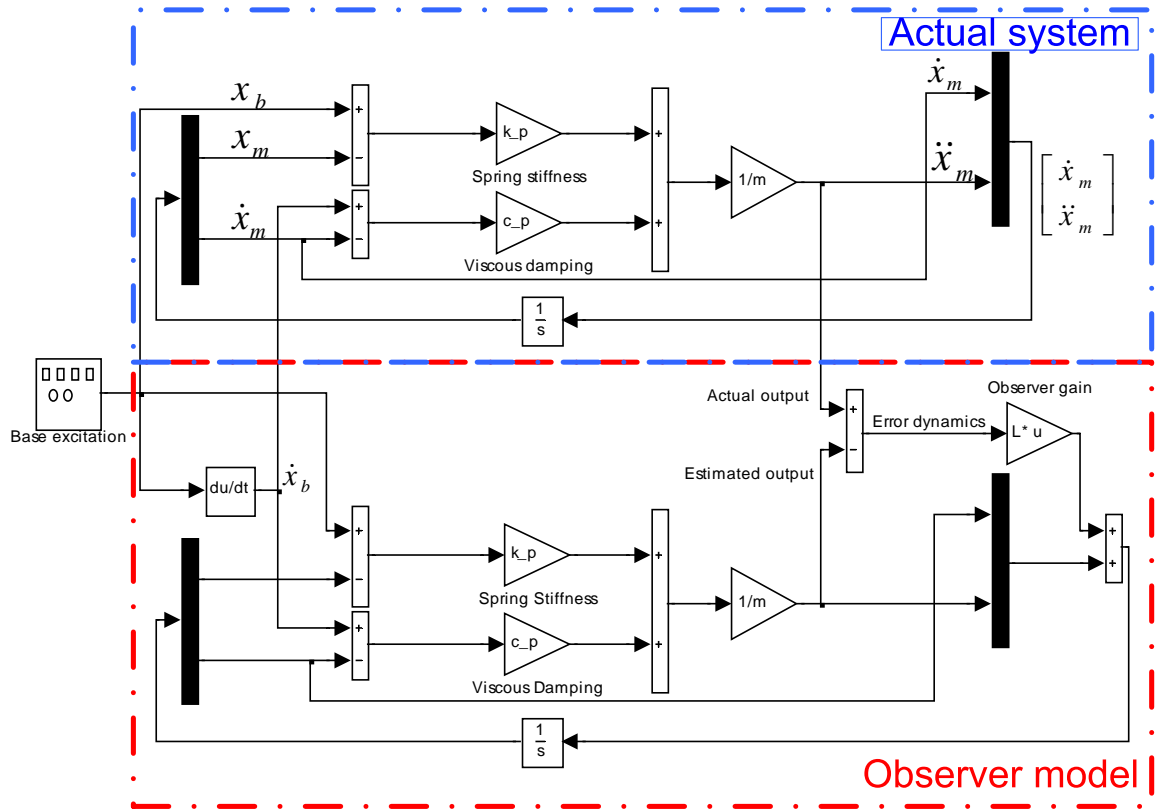 Actual system
x_b
ẋ_m
x_m
ẍ_m
ẋ_m
+
−
k_p
Spring stiffness
+
+
1/m
[ẋ_m
ẍ_m]
+
−
c_p
Viscous damping
1
s
Base excitation
Actual output
Observer gain
+
−
Error dynamics
L* u
Estimated output
du/dt
ẋ_b
+
−
k_p
Spring Stiffness
+
+
1/m
+
+
+
−
c_p
Viscous Damping
1
s
Observer model